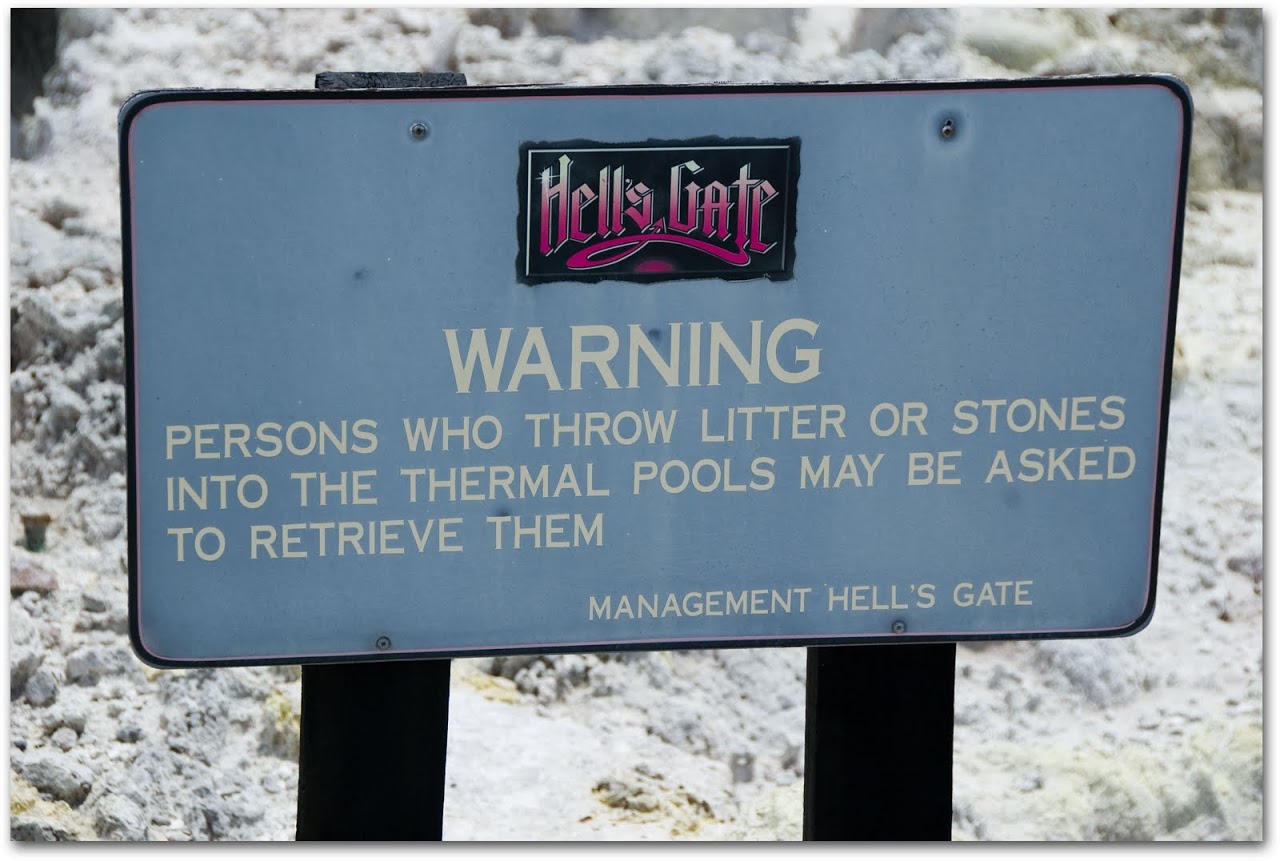 Hell's Gate
WARNING
PERSONS WHO THROW LITTER OR STONES
INTO THE THERMAL POOLS MAY BE ASKED
TO RETRIEVE THEM
MANAGEMENT HELL'S GATE